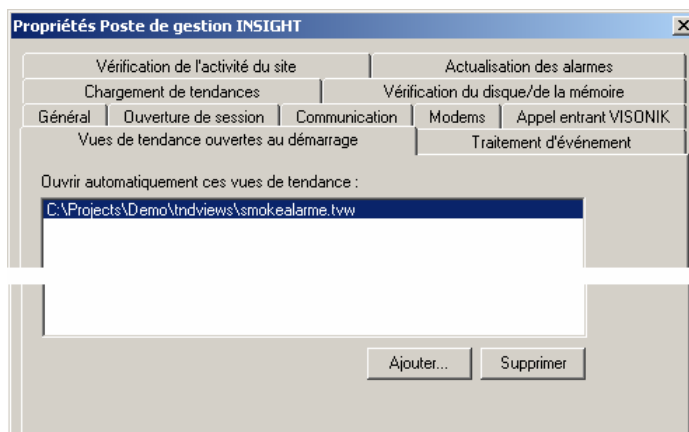 Propriétés Poste de gestion INSIGHT
Vérification de l'activité du site
Actualisation des alarmes
Chargement de tendances
Vérification du disque/de la mémoire
Général
Ouverture de session
Communication
Modems
Appel entrant VISONIK
Vues de tendance ouvertes au démarrage
Traitement d'événement
Ouvrir automatiquement ces vues de tendance :
C:\Projects\Demo\tndviews\smokealarme.tvw
Ajouter...
Supprimer